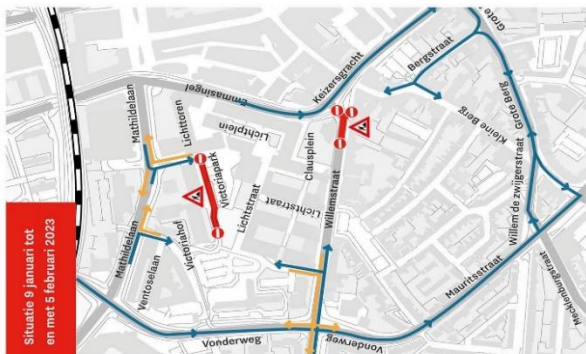 Situatie 9 januari tot
en met 5 februari 2023
Mathildelaan
Mathildelaan
Ventoselaan
Victoriahof
Victoriapark
Lichttoren
Lichtplein
Lichtstraat
Lichtstraat
Emmasingel
Keizersgracht
Clausplein
Willemstraat
Vonderweg
Vonderweg
Bergstraat
Kleine Berg
Grote Berg
Grote
Willem de zwijgerstraat
Mauritsstraat
Mecklenburgstraat